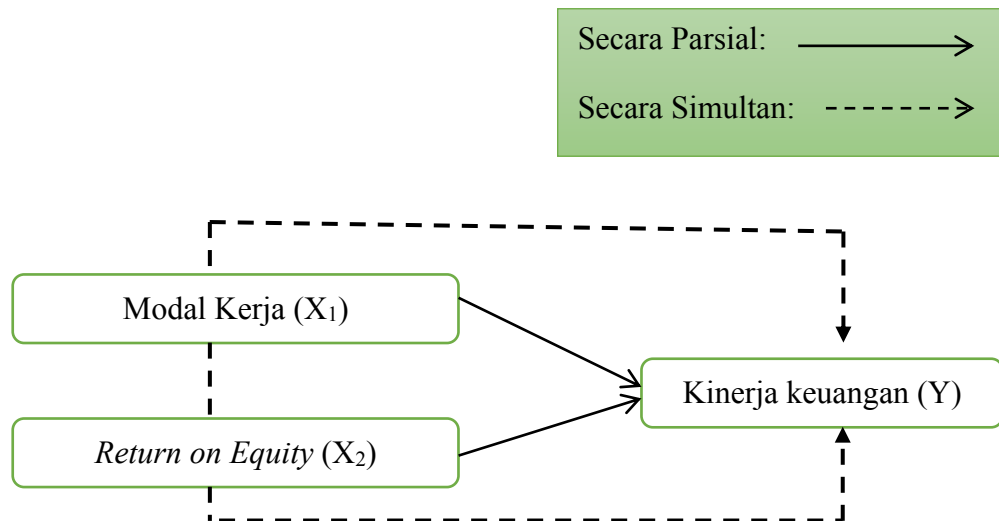 Secara Parsial:
Secara Simultan:
Modal Kerja (X₁)
Kinerja keuangan (Y)
Return on Equity (X₂)